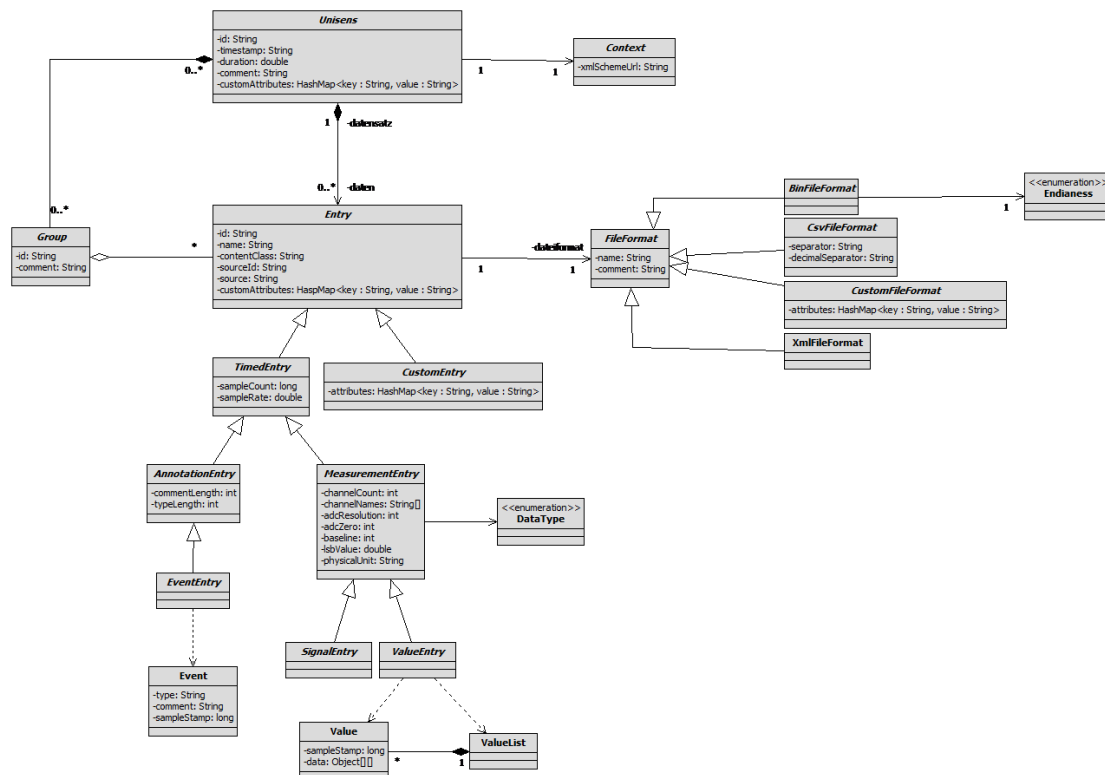 Unisens
-id: String
-timestamp: String
-duration: double
-comment: String
-customAttributes: HashMap<key : String, value : String>
Context
-xmlSchemeUrl: String
0..*
1
1
1
-datensatz
0..*
-daten
0..*
Group
-id: String
-comment: String
*
Entry
-id: String
-name: String
-contentClass: String
-sourceId: String
-source: String
-customAttributes: HaspMap<key : String, value : String>
1
-dateiformat
1
FileFormat
-name: String
-comment: String
BinFileFormat
1
<<enumeration>>
Endianess
CsvFileFormat
-separator: String
-decimalSeparator: String
CustomFileFormat
-attributes: HashMap<key : String, value : String>
XmlFileFormat
TimedEntry
-sampleCount: long
-sampleRate: double
CustomEntry
-attributes: HashMap<key : String, value : String>
AnnotationEntry
-commentLength: int
-typeLength: int
MeasurementEntry
-channelCount: int
-channelNames: String[]
-adcResolution: int
-adcZero: int
-baseline: int
-lsbValue: double
-physicalUnit: String
<<enumeration>>
DataType
EventEntry
SignalEntry
ValueEntry
Event
-type: String
-comment: String
-sampleStamp: long
Value
-sampleStamp: long
-data: Object[][]
*
1
ValueList